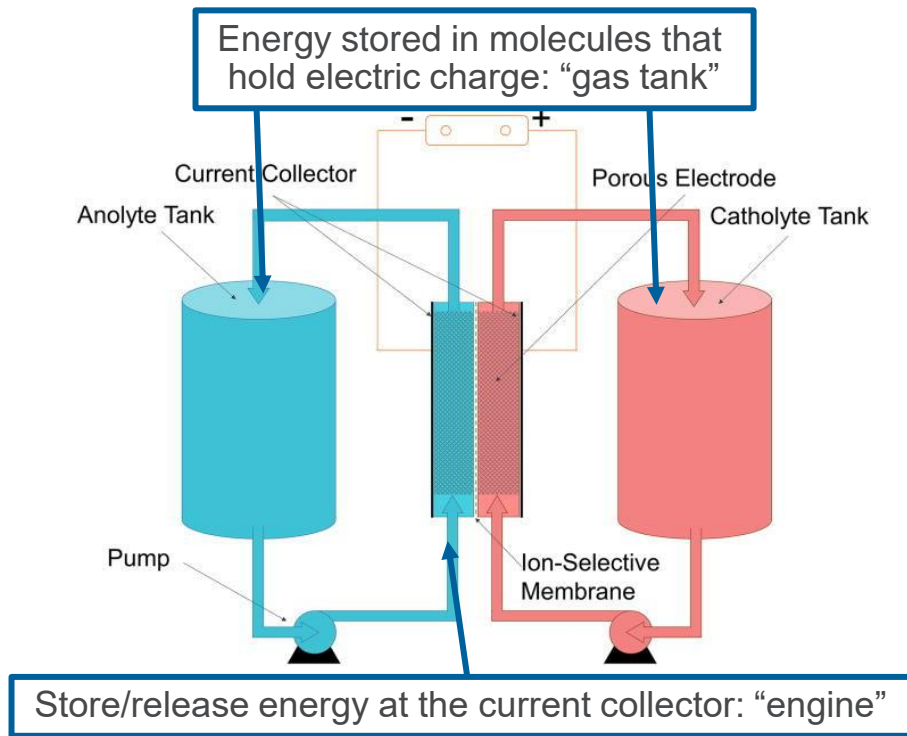 Energy stored in molecules that
hold electric charge: “gas tank”
- +
Current Collector
Porous Electrode
Anolyte Tank
Catholyte Tank
Pump
Ion-Selective
Membrane
Store/release energy at the current collector: “engine”